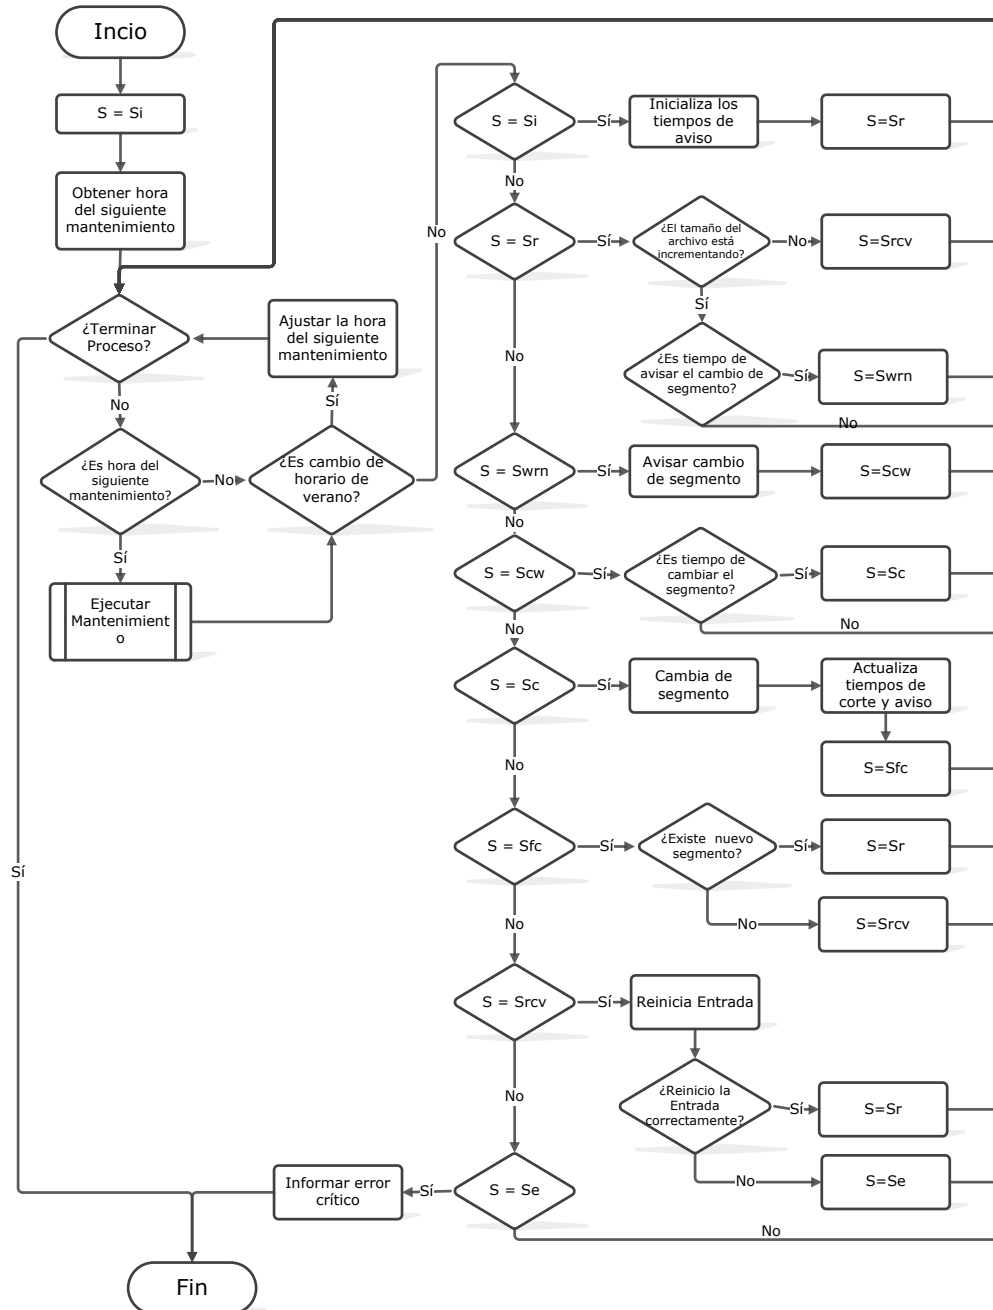 Incio
S = Si
Obtener hora
del siguiente
mantenimiento
¿Terminar
Proceso?
Sí
No
¿Es hora del
siguiente
mantenimiento?
No
Sí
Ejecutar
Mantenimient
o
Ajustar la hora
del siguiente
mantenimiento
Sí
¿Es cambio de
horario de
verano?
No
S = Si
Sí
Inicializa los
tiempos de
aviso
S=Sr
No
S = Sr
Sí
¿El tamaño del
archivo está
incrementando?
No
S=Srcv
Sí
¿Es tiempo de
avisar el cambio de
segmento?
Sí
S=Swrn
No
No
S = Swrn
Sí
Avisar cambio
de segmento
S=Scw
No
S = Scw
Sí
¿Es tiempo de
cambiar el
segmento?
Sí
S=Sc
No
No
S = Sc
Sí
Cambia de
segmento
Actualiza
tiempos de
corte y aviso
S=Sfc
No
S = Sfc
Sí
¿Existe nuevo
segmento?
Sí
S=Sr
No
S=Srcv
No
S = Srcv
Sí
Reinicia Entrada
¿Reinicio la
Entrada
correctamente?
Sí
S=Sr
No
S=Se
No
S = Se
Sí
Informar error
crítico
No
Fin